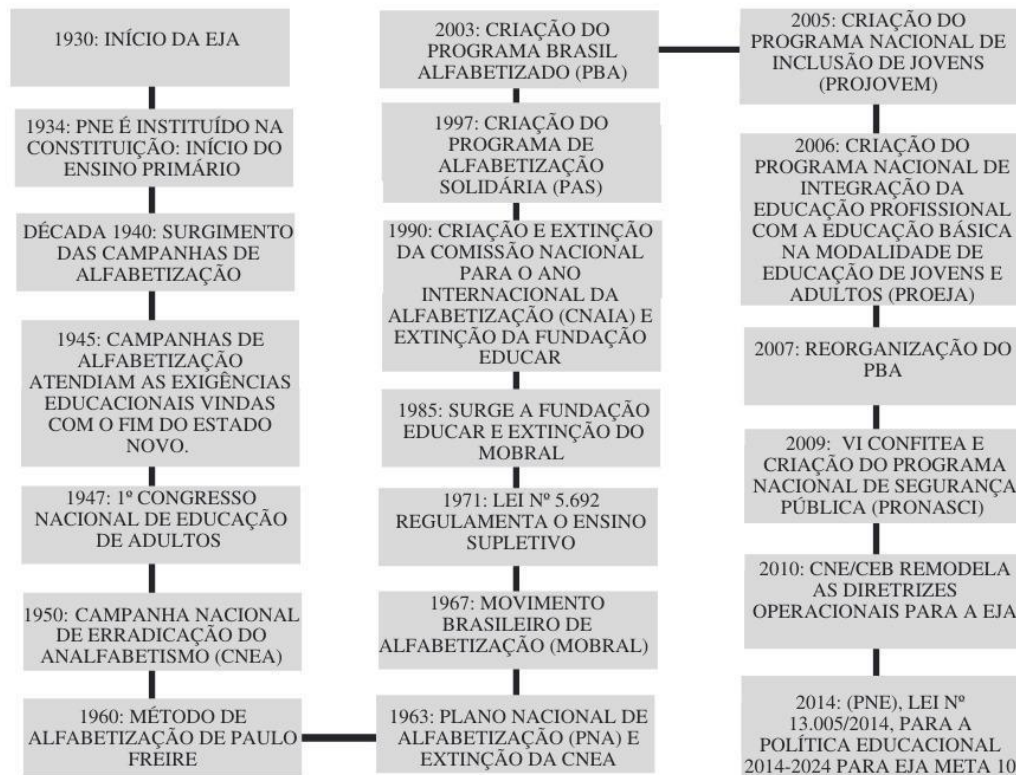 1930: INÍCIO DA EJA
1934: PNE É INSTITUÍDO NA
CONSTITUIÇÃO: INÍCIO DO
ENSINO PRIMÁRIO
DÉCADA 1940: SURGIMENTO
DAS CAMPANHAS DE
ALFABETIZAÇÃO
1945: CAMPANHAS DE
ALFABETIZAÇÃO
ATENDIAM AS EXIGÊNCIAS
EDUCACIONAIS VINDAS
COM O FIM DO ESTADO
NOVO.
1947: 1º CONGRESSO
NACIONAL DE EDUCAÇÃO
DE ADULTOS
1950: CAMPANHA NACIONAL
DE ERRADICAÇÃO DO
ANALFABETISMO (CNEA)
1960: MÉTODO DE
ALFABETIZAÇÃO DE PAULO
FREIRE
1963: PLANO NACIONAL DE
ALFABETIZAÇÃO (PNA) E
EXTINÇÃO DA CNEA
1967: MOVIMENTO
BRASILEIRO DE
ALFABETIZAÇÃO (MOBRAL)
1971: LEI Nº 5.692
REGULAMENTA O ENSINO
SUPLETIVO
1985: SURGE A FUNDAÇÃO
EDUCAR E EXTINÇÃO DO
MOBRAL
1990: CRIAÇÃO E EXTINÇÃO
DA COMISSÃO NACIONAL
PARA O ANO
INTERNACIONAL DA
ALFABETIZAÇÃO (CNAIA) E
EXTINÇÃO DA FUNDAÇÃO
EDUCAR
1997: CRIAÇÃO DO
PROGRAMA DE
ALFABETIZAÇÃO
SOLIDÁRIA (PAS)
2003: CRIAÇÃO DO
PROGRAMA BRASIL
ALFABETIZADO (PBA)
2005: CRIAÇÃO DO
PROGRAMA NACIONAL DE
INCLUSÃO DE JOVENS
(PROJOVEM)
2006: CRIAÇÃO DO
PROGRAMA NACIONAL DE
INTEGRAÇÃO DA
EDUCAÇÃO PROFISSIONAL
COM A EDUCAÇÃO BÁSICA
NA MODALIDADE DE
EDUCAÇÃO DE JOVENS E
ADULTOS (PROEJA)
2007: REORGANIZAÇÃO DO
PBA
2009: VI CONFITEA E
CRIAÇÃO DO PROGRAMA
NACIONAL DE SEGURANÇA
PÚBLICA (PRONASCI)
2010: CNE/CEB REMODELA
AS DIRETRIZES
OPERACIONAIS PARA A EJA
2014: (PNE), LEI Nº
13.005/2014, PARA A
POLÍTICA EDUCACIONAL
2014-2024 PARA EJA META 10